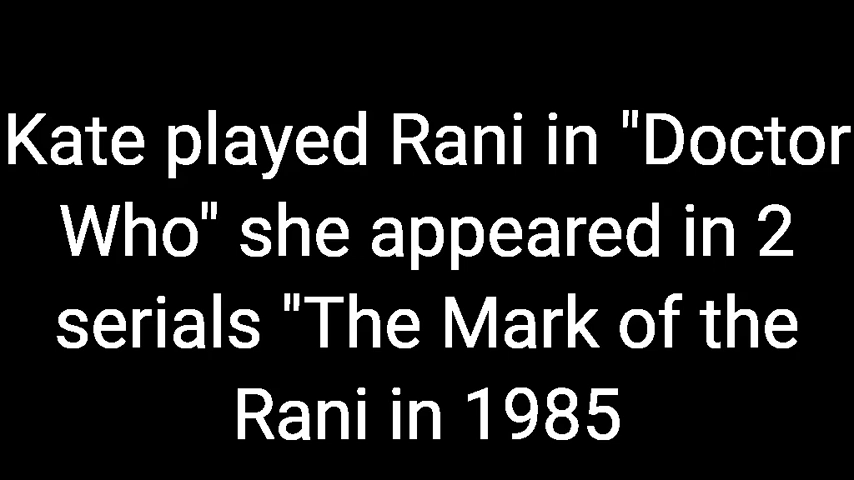 Kate played Rani in "Doctor
Who" she appeared in 2
serials "The Mark of the
Rani in 1985